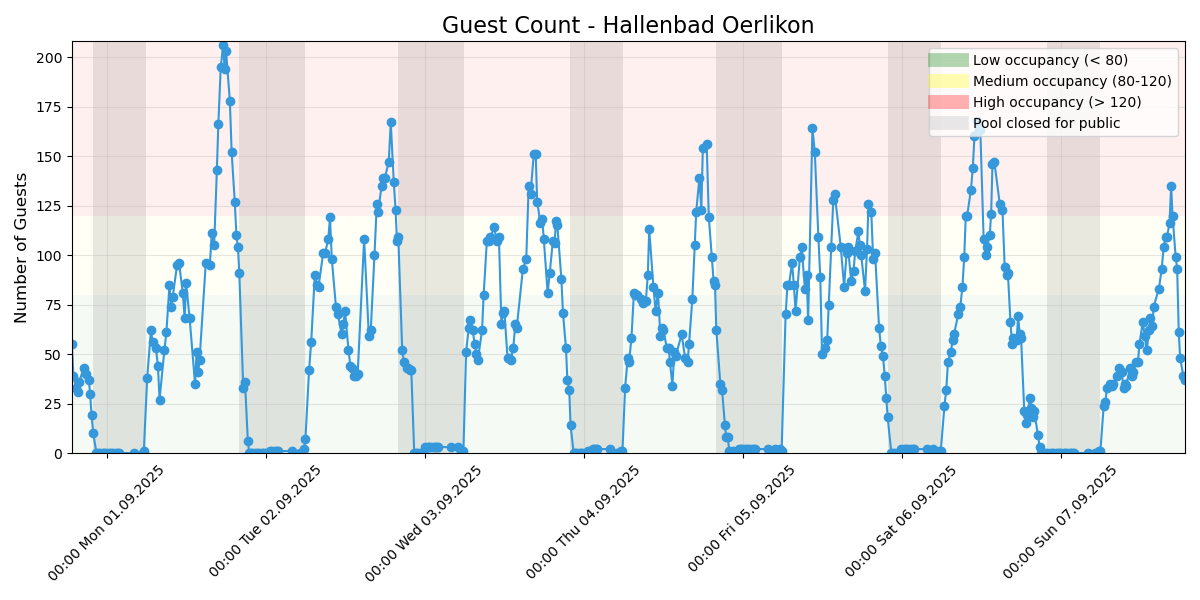 Guest Count - Hallenbad Oerlikon
Number of Guests
200
175
150
125
100
75
50
25
0
Low occupancy (< 80)
Medium occupancy (80-120)
High occupancy (> 120)
Pool closed for public
00:00 Mon 01.09.2025
00:00 Tue 02.09.2025
00:00 Wed 03.09.2025
00:00 Thu 04.09.2025
00:00 Fri 05.09.2025
00:00 Sat 06.09.2025
00:00 Sun 07.09.2025